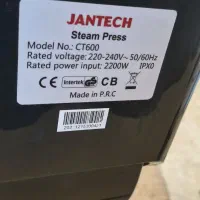 JANTECH
Steam Press
Model No.: CT600
Rated voltage: 220-240V~ 50/60Hz
Rated power input: 2200W IPX0
Intertek CE CB
Made in P.R.C